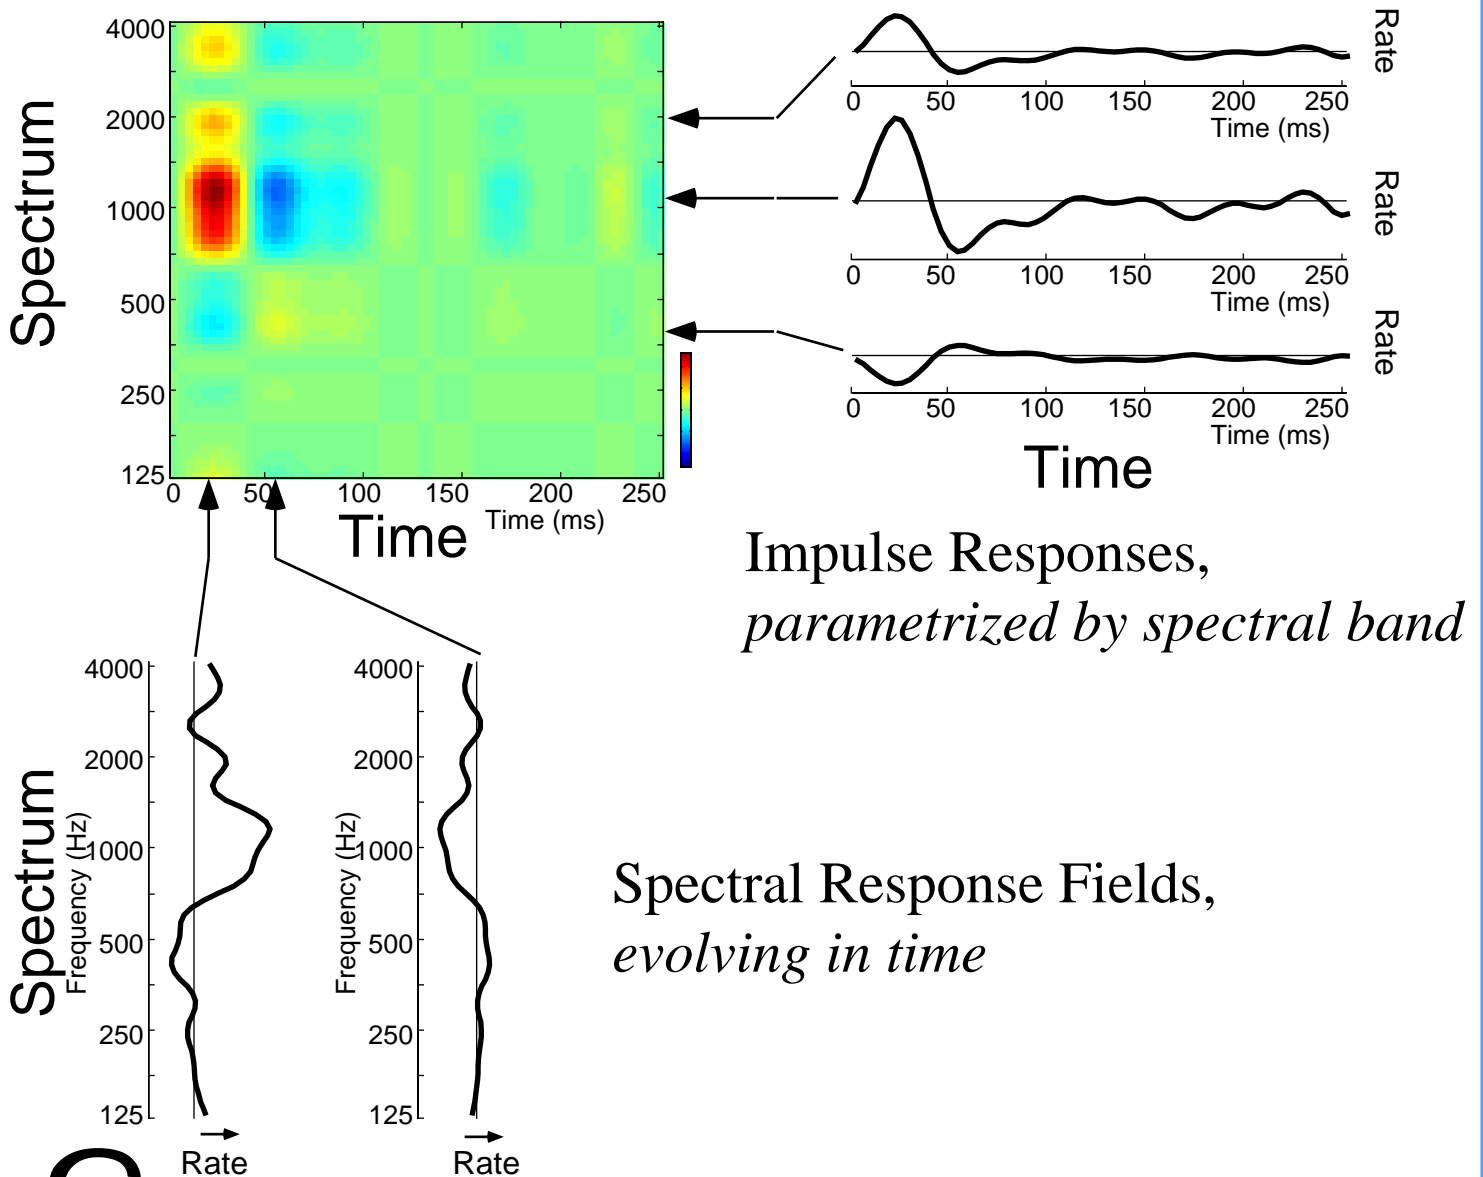 Spectrum
4000
2000
1000
500
250
125
0 50 100 150 200 250
Time (ms)
Time
Rate
0 50 100 150 200 250
Time (ms)
Rate
0 50 100 150 200 250
Time (ms)
Rate
0 50 100 150 200 250
Time (ms)
Time
Impulse Responses,
parametrized by spectral band
Spectrum
Frequency (Hz)
4000
2000
1000
500
250
125
Rate
Frequency (Hz)
4000
2000
1000
500
250
125
Rate
Spectral Response Fields,
evolving in time